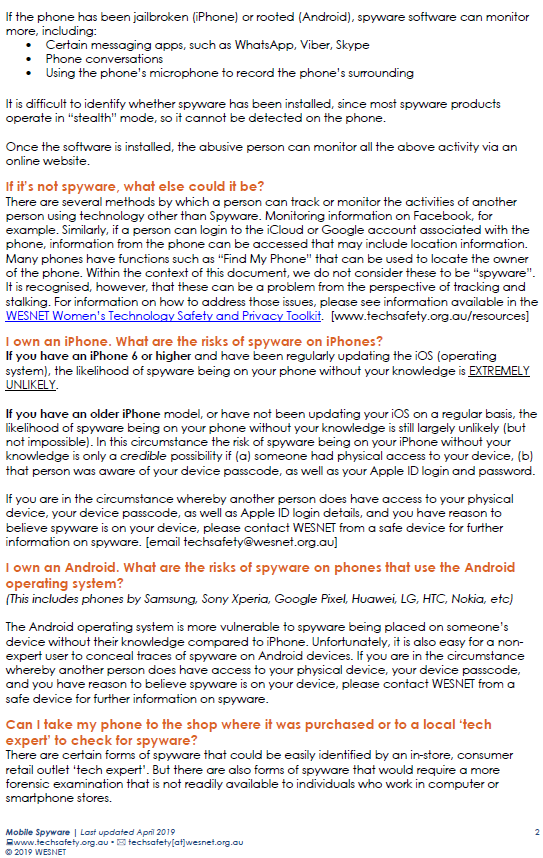 If the phone has been jailbroken (iPhone) or rooted (Android), spyware software can monitor
more, including:
• Certain messaging apps, such as WhatsApp, Viber, Skype
• Phone conversations
• Using the phone's microphone to record the phone's surrounding
It is difficult to identify whether spyware has been installed, since most spyware products
operate in "stealth" mode, so it cannot be detected on the phone.
Once the software is installed, the abusive person can monitor all the above activity via an
online website.
If it's not spyware, what else could it be?
There are several methods by which a person can track or monitor the activities of another
person using technology other than Spyware. Monitoring information on Facebook, for
example. Similarly, if a person can login to the iCloud or Google account associated with the
phone, information from the phone can be accessed that may include location information.
Many phones have functions such as "Find My Phone" that can be used to locate the owner
of the phone. Within the context of this document, we do not consider these to be "spyware".
It is recognised, however, that these can be a problem from the perspective of tracking and
stalking. For information on how to address those issues, please see information available in the
WESNET Women's Technology Safety and Privacy Toolkit. [www.techsafety.org.au/resources]
I own an iPhone. What are the risks of spyware on iPhones?
If you have an iPhone 6 or higher and have been regularly updating the iOS (operating
system), the likelihood of spyware being on your phone without your knowledge is EXTREMELY
UNLIKELY.
If you have an older iPhone model, or have not been updating your iOS on a regular basis, the
likelihood of spyware being on your phone without your knowledge is still largely unlikely (but
not impossible). In this circumstance the risk of spyware being on your iPhone without your
knowledge is only a credible possibility if (a) someone had physical access to your device, (b)
that person was aware of your device passcode, as well as your Apple ID login and password.
If you are in the circumstance whereby another person does have access to your physical
device, your device passcode, as well as Apple ID login details, and you have reason to
believe spyware is on your device, please contact WESNET from a safe device for further
information on spyware. [email techsafety@wesnet.org.au]
I own an Android. What are the risks of spyware on phones that use the Android
operating system?
(This includes phones by Samsung, Sony Xperia, Google Pixel, Huawei, LG, HTC, Nokia, etc)
The Android operating system is more vulnerable to spyware being placed on someone's
device without their knowledge compared to iPhone. Unfortunately, it is also easy for a non-
expert user to conceal traces of spyware on Android devices. If you are in the circumstance
whereby another person does have access to your physical device, your device passcode,
and you have reason to believe spyware is on your device, please contact WESNET from a
safe device for further information on spyware.
Can I take my phone to the shop where it was purchased or to a local 'tech
expert' to check for spyware?
There are certain forms of spyware that could be easily identified by an in-store, consumer
retail outlet 'tech expert'. But there are also forms of spyware that would require a more
forensic examination that is not readily available to individuals who work in computer or
smartphone stores.
Mobile Spyware | Last updated April 2019 2
www.techsafety.org.au • techsafety[at]wesnet.org.au
© 2019 WESNET